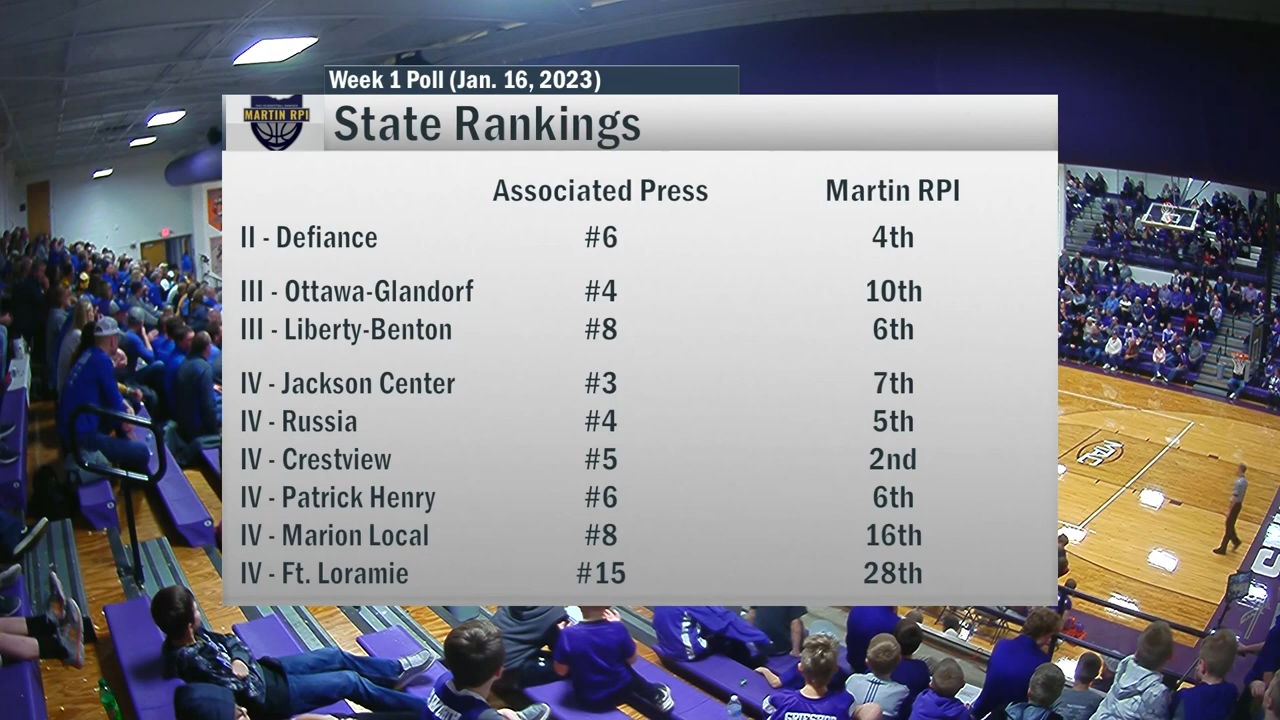 Week 1 Poll (Jan. 16, 2023)
MARTIN RPI
State Rankings
Associated Press Martin RPI
II - Defiance #6 4th
III - Ottawa-Glandorf #4 10th
III - Liberty-Benton #8 6th
IV - Jackson Center #3 7th
IV - Russia #4 5th
IV - Crestview #5 2nd
IV - Patrick Henry #6 6th
IV - Marion Local #8 16th
IV - Ft. Loramie #15 28th